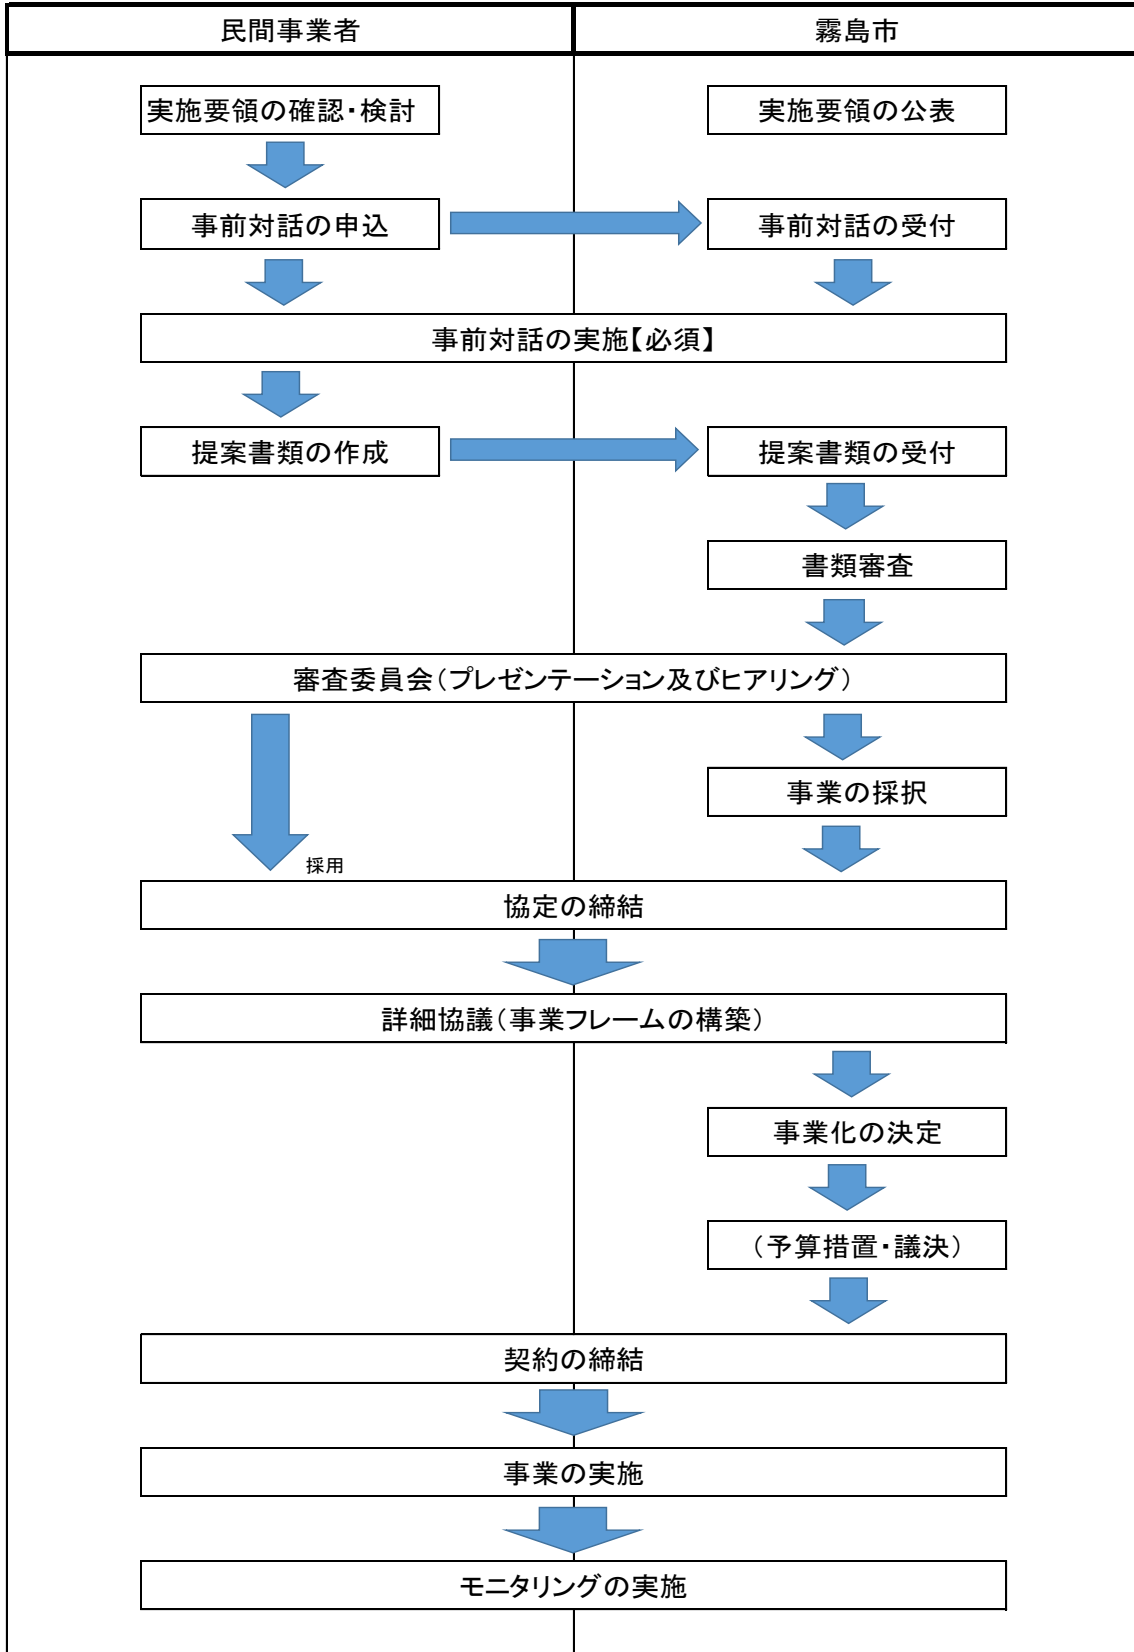 民間事業者
霧島市
実施要領の確認・検討
実施要領の公表
事前対話の申込
事前対話の受付
事前対話の実施【必須】
提案書類の作成
提案書類の受付
書類審査
審査委員会（プレゼンテーション及びヒアリング）
事業の採択
採用
協定の締結
詳細協議（事業フレームの構築）
事業化の決定
（予算措置・議決）
契約の締結
事業の実施
モニタリングの実施